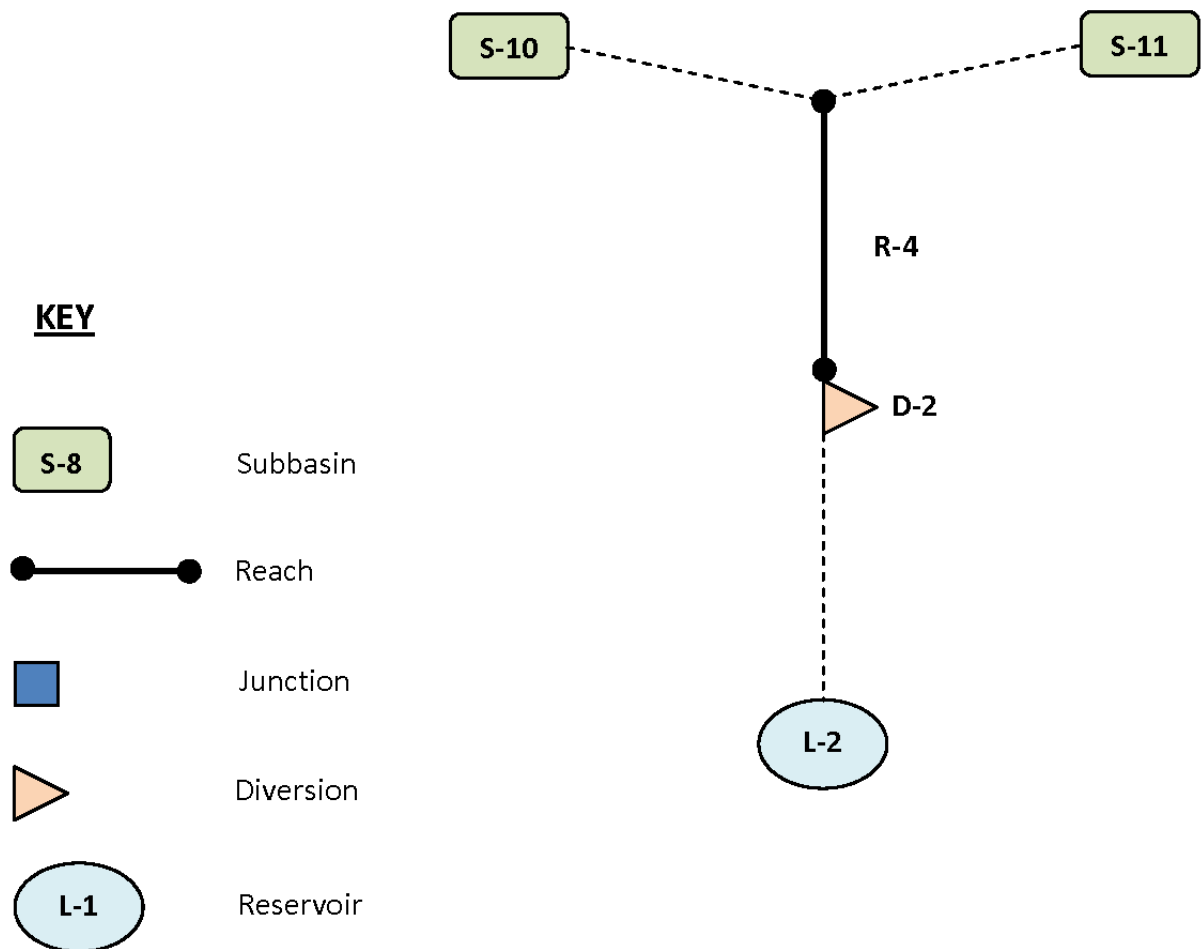 S-10
S-11
R-4
KEY
D-2
S-8
Subbasin
Reach
Junction
L-2
Diversion
L-1
Reservoir